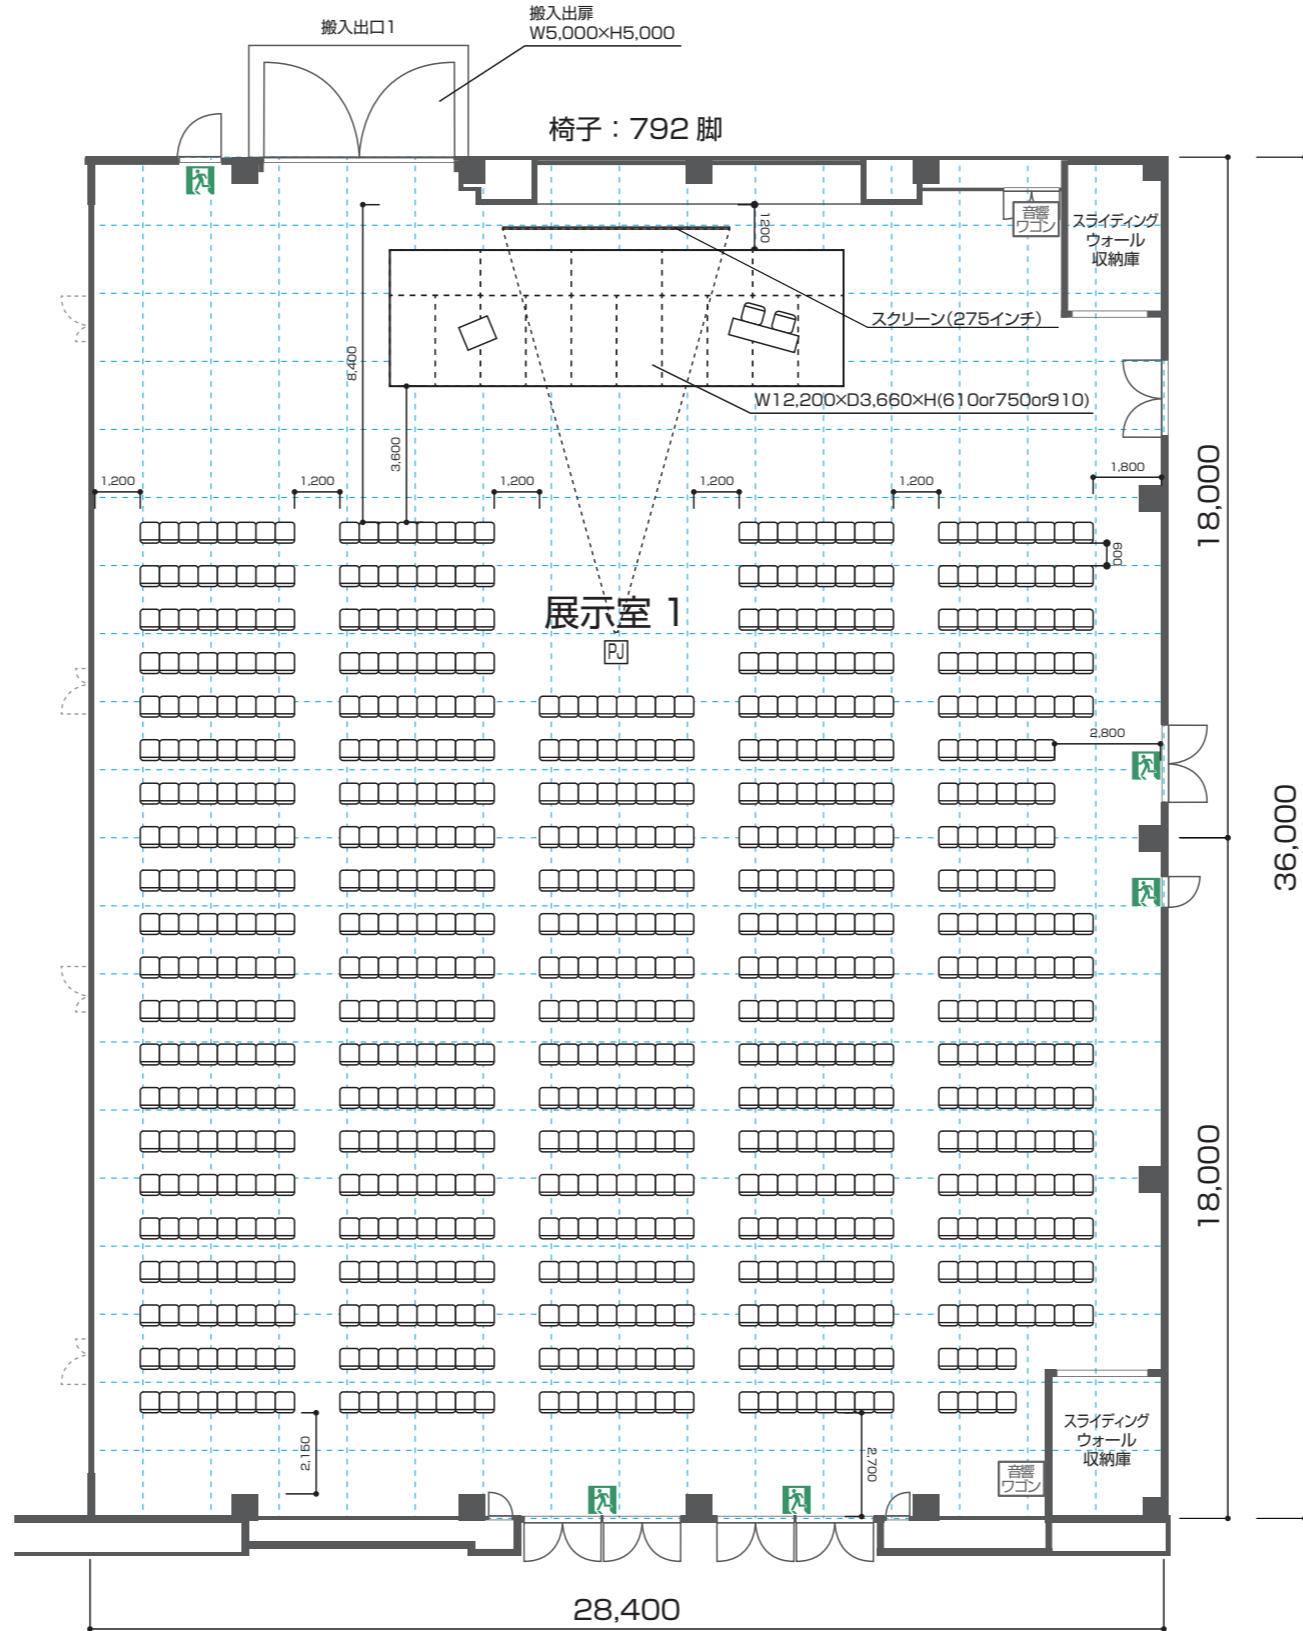 搬入出口1
搬入出扉
W5,000×H5,000
椅子：792 脚
音響
ワゴン
スライディング
ウォール
収納庫
1200
スクリーン(275インチ)
8,400
W12,200×D3,660×H(610or750or910)
3,600
1,200
1,200
1,200
1,200
1,200
1,800
18,000
600
展示室 1
PJ
2,800
36,000
18,000
スライディング
ウォール
収納庫
2,150
2,700
音響
ワゴン
28,400